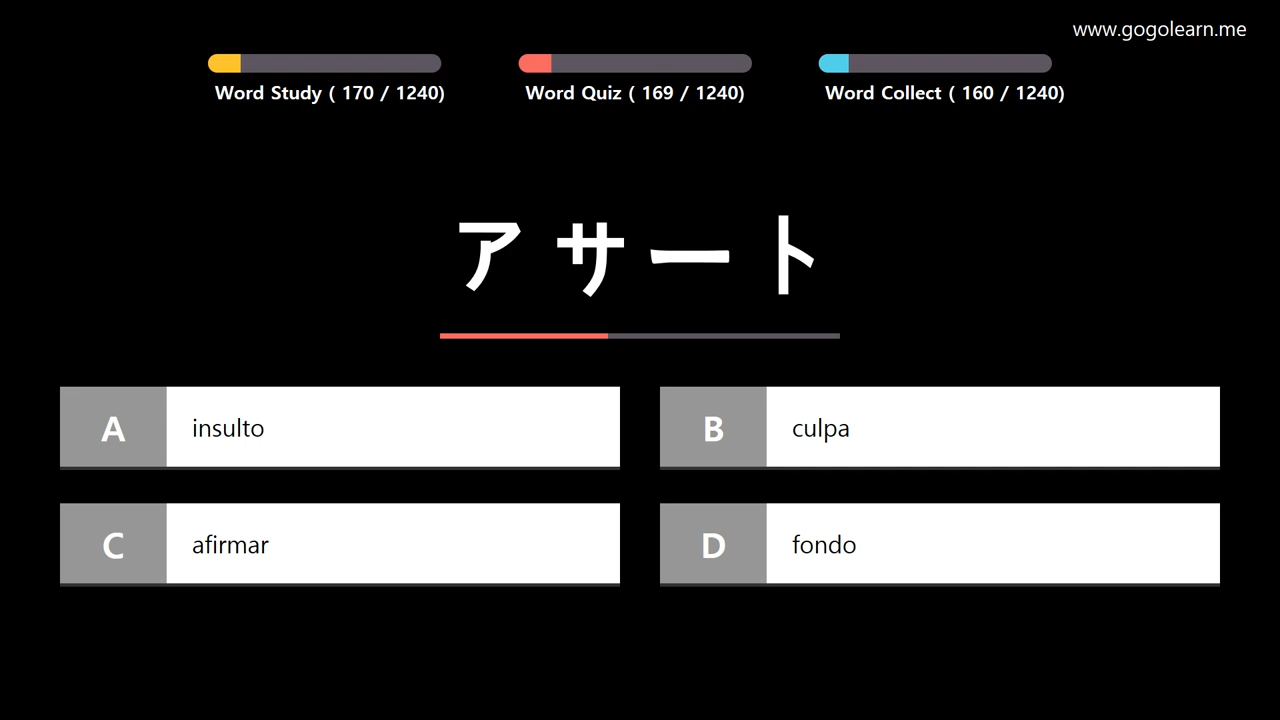 www.gogolearn.me
Word Study ( 170 / 1240)
Word Quiz ( 169 / 1240)
Word Collect ( 160 / 1240)
アサート
A insulto
B culpa
C afirmar
D fondo